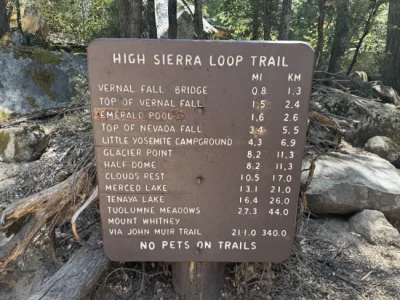 HIGH SIERRA LOOP TRAIL
MI KM
VERNAL FALL BRIDGE 0.8 1.3
TOP OF VERNAL FALL 1.5 2.4
EMERALD POOL 1.6 2.6
TOP OF NEVADA FALL 3.4 5.5
LITTLE YOSEMITE CAMPGROUND 4.3 6.9
GLACIER POINT 8.2 11.3
HALF DOME 8.2 11.3
CLOUDS REST 10.5 17.0
MERCED LAKE 13.1 21.0
TENAYA LAKE 16.4 26.0
TUOLUMNE MEADOWS 27.3 44.0
MOUNT WHITNEY
VIA JOHN MUIR TRAIL 211.0 340.0
NO PETS ON TRAILS